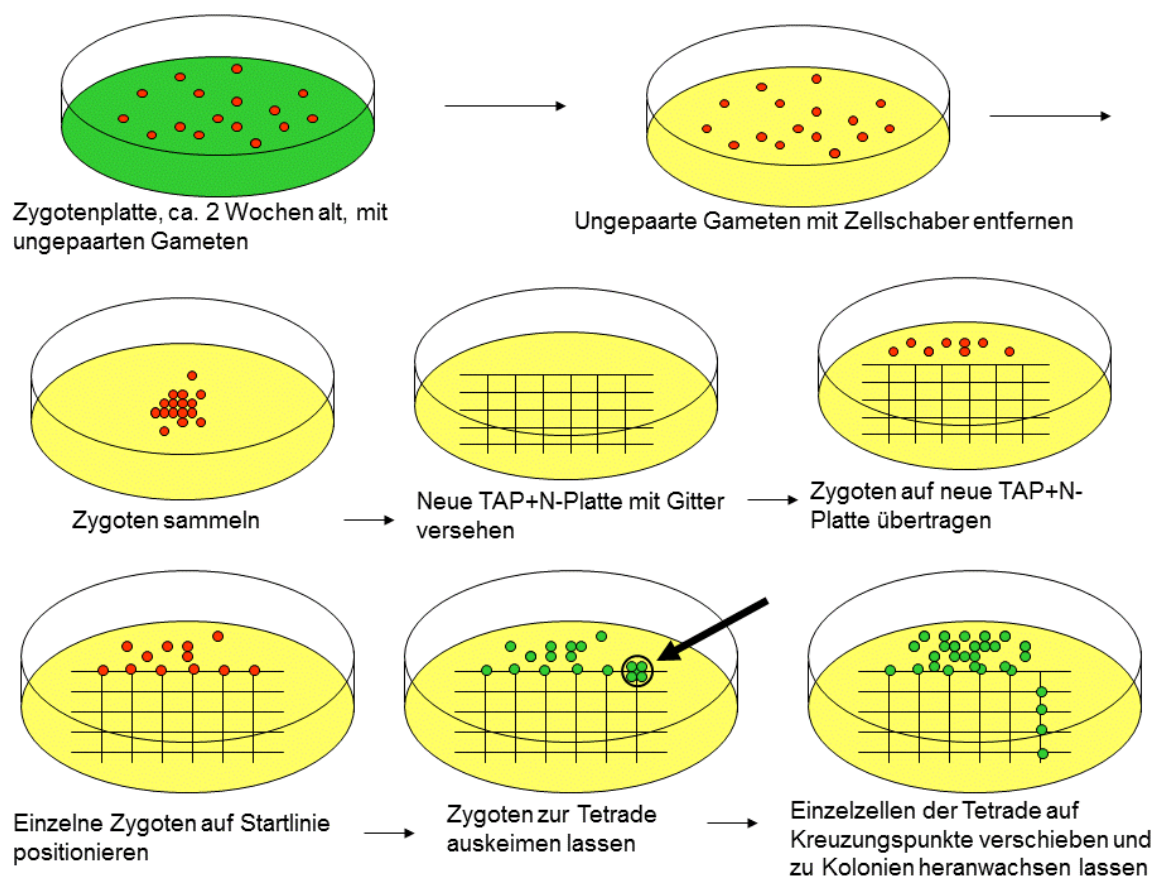 Zygotenplatte, ca. 2 Wochen alt, mit
ungepaarten Gameten
Ungepaarte Gameten mit Zellschaber entfernen
Zygoten sammeln
Neue TAP+N-Platte mit Gitter
versehen
Zygoten auf neue TAP+N-
Platte übertragen
Einzelne Zygoten auf Startlinie
positionieren
Zygoten zur Tetrade
auskeimen lassen
Einzelzellen der Tetrade auf
Kreuzungspunkte verschieben und
zu Kolonien heranwachsen lassen